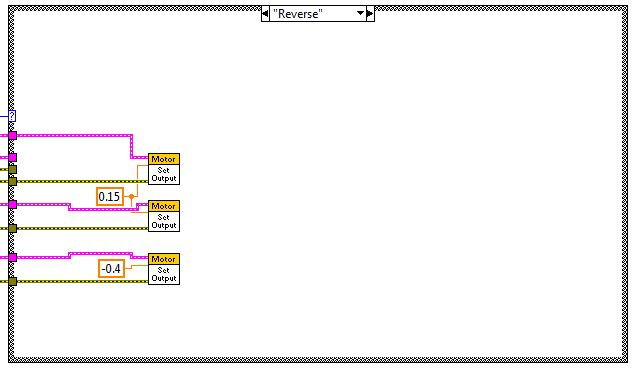 "Reverse"
?
Motor
Set
Output
0.15
Motor
Set
Output
Motor
-0.4
Set
Output